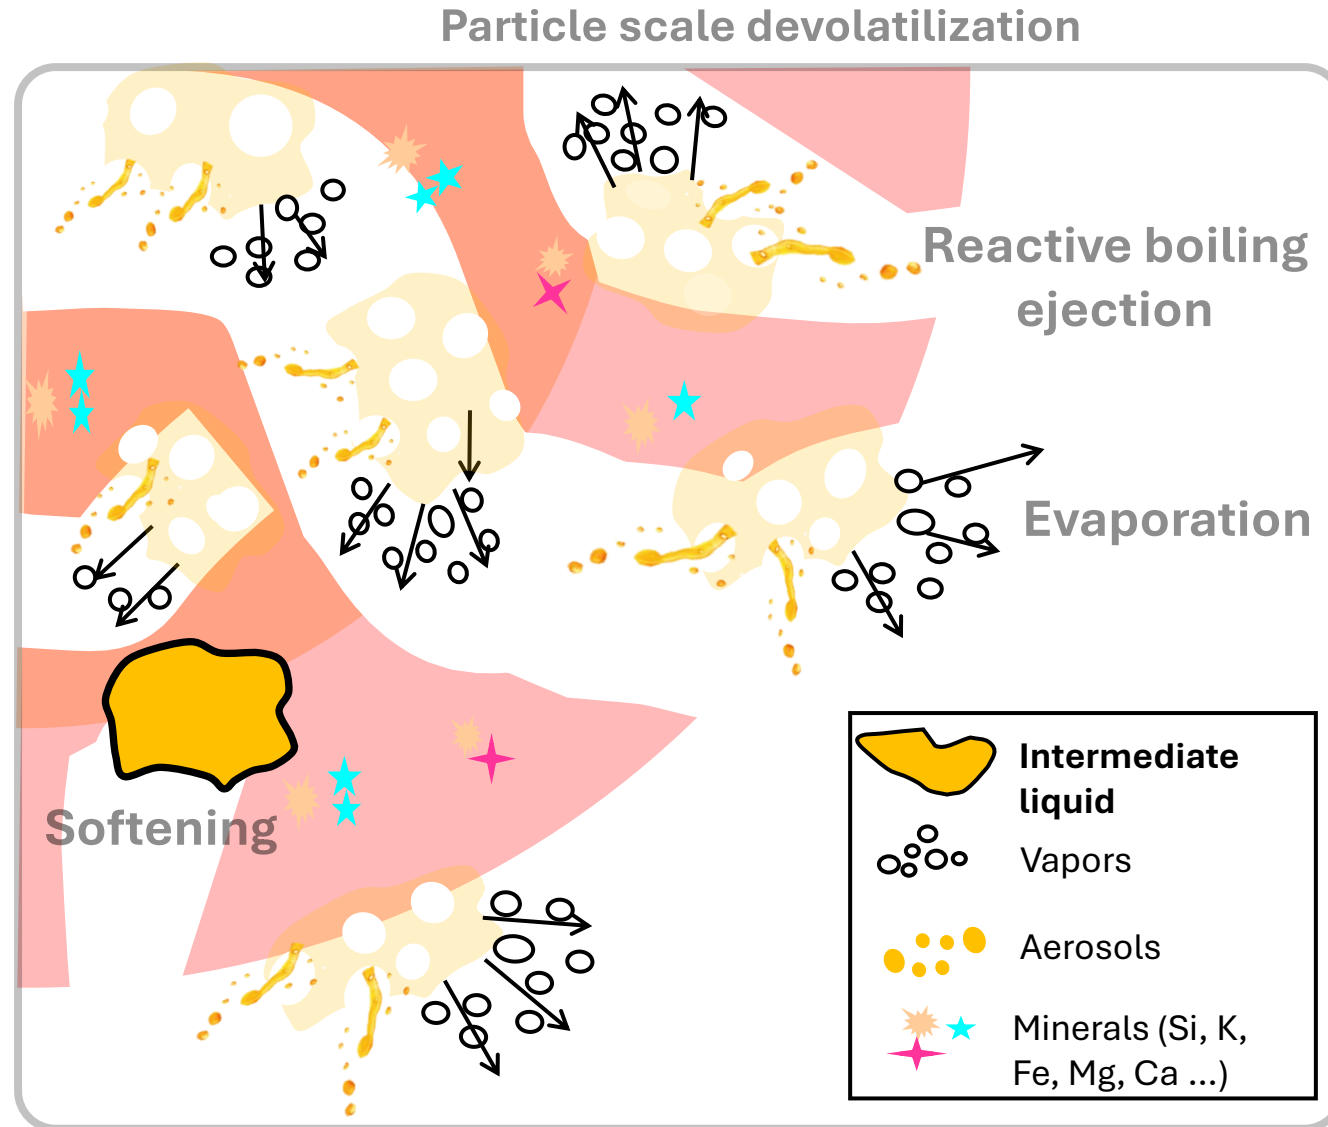 Particle scale devolatilization
Reactive boiling
ejection
Evaporation
Softening
Intermediate
liquid
Vapors
Aerosols
Minerals (Si, K,
Fe, Mg, Ca ...)